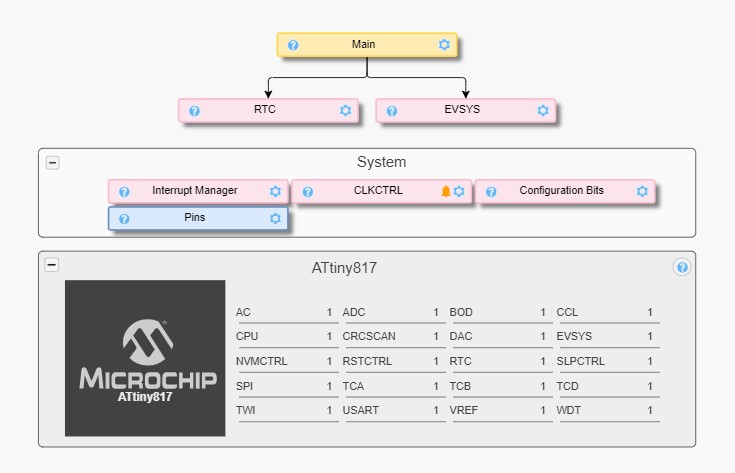 Main
RTC EVSYS
System
Interrupt Manager CLKCTRL Configuration Bits
Pins
ATtiny817
AC 1 ADC 1 BOD 1 CCL 1
CPU 1 CRCSCAN 1 DAC 1 EVSYS 1
NVMCTRL 1 RSTCTRL 1 RTC 1 SLPCTRL 1
SPI 1 TCA 1 TCB 1 TCD 1
TWI 1 USART 1 VREF 1 WDT 1
MICROCHIP
ATtiny817